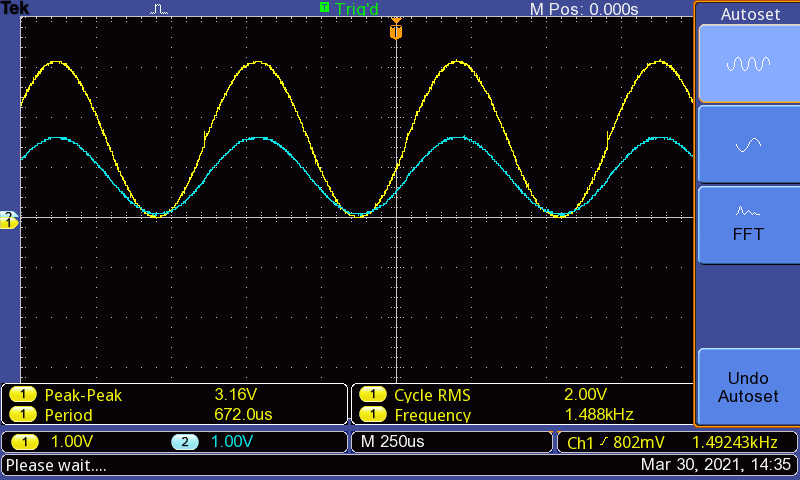 Tek T Trig'd M Pos: 0.000s
Autoset
T
2
1
FFT
Undo
Autoset
1 Peak-Peak 3.16V 1 Cycle RMS 2.00V
1 Period 672.0us 1 Frequency 1.488kHz
1 1.00V 2 1.00V M 250us Ch1 802mV 1.49243kHz
Please wait.... Mar 30, 2021, 14:35